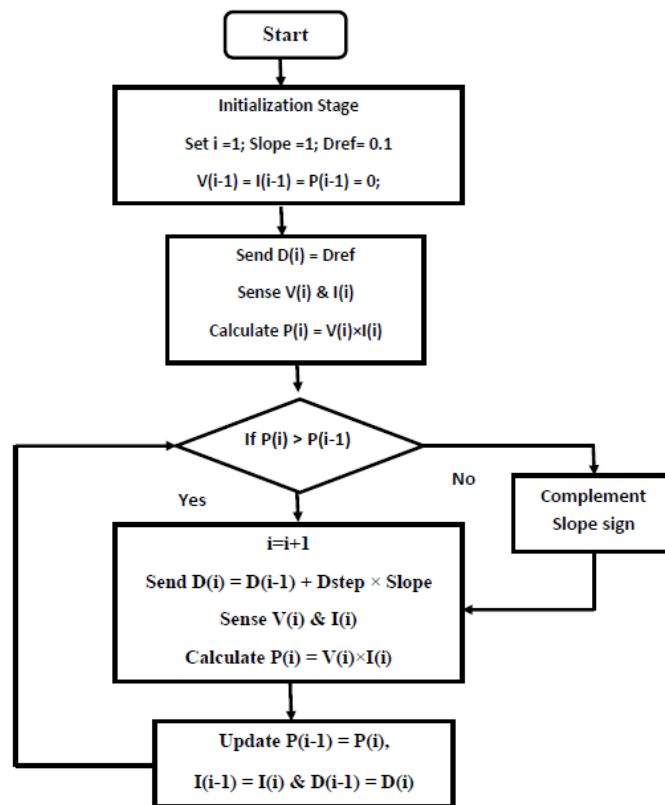 Start
Initialization Stage
Set i =1; Slope =1; Dref= 0.1
V(i-1) = I(i-1) = P(i-1) = 0;
Send D(i) = Dref
Sense V(i) & I(i)
Calculate P(i) = V(i)×I(i)
If P(i) > P(i-1)
No
Yes
Complement
Slope sign
i=i+1
Send D(i) = D(i-1) + Dstep × Slope
Sense V(i) & I(i)
Calculate P(i) = V(i)×I(i)
Update P(i-1) = P(i),
I(i-1) = I(i) & D(i-1) = D(i)